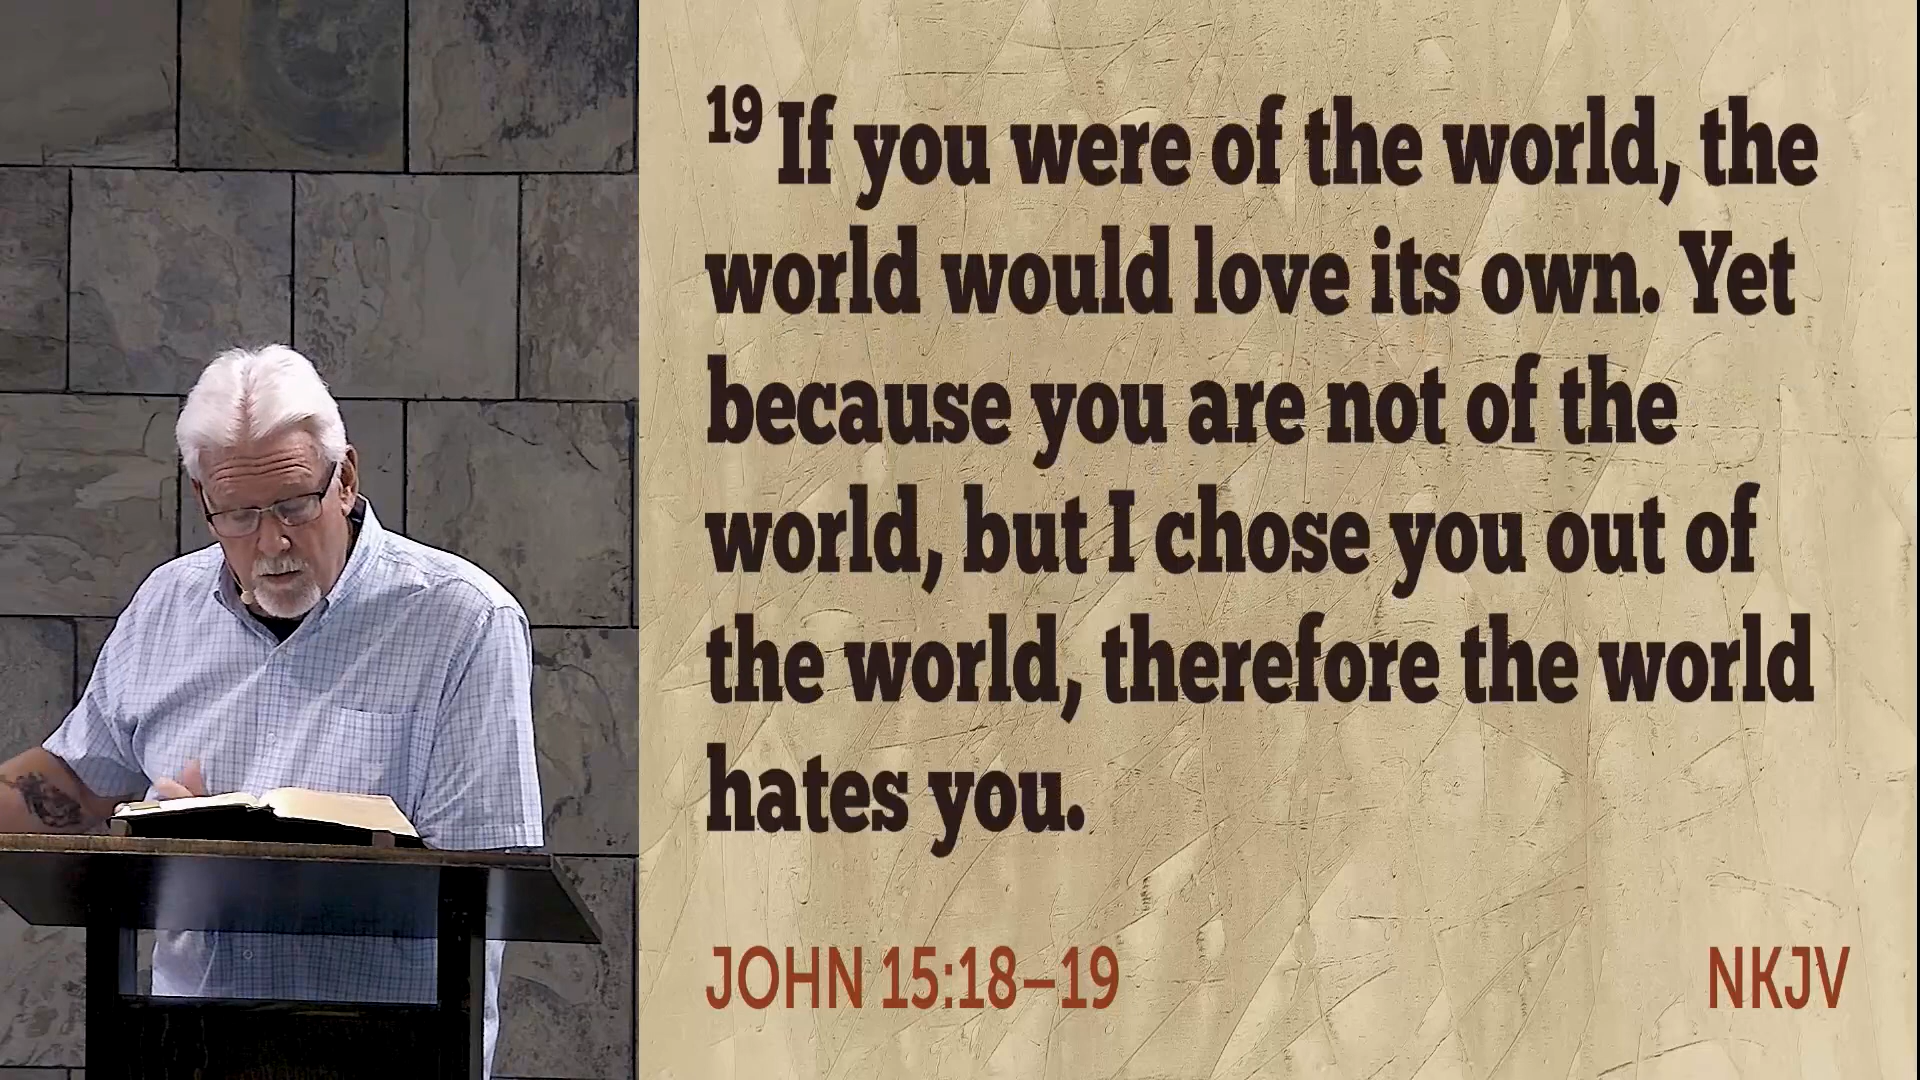 19 If you were of the world, the
world would love its own. Yet
because you are not of the
world, but I chose you out of
the world, therefore the world
hates you.
JOHN 15:18–19
NKJV